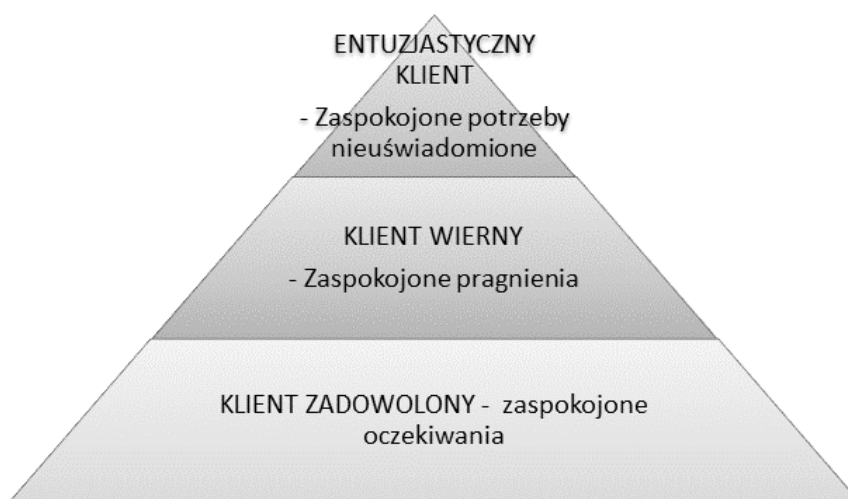 ENTUZJASTYCZNY
KLIENT
- Zaspokojone potrzeby
nieuświadomione
KLIENT WIERNY
- Zaspokojone pragnienia
KLIENT ZADOWOLONY - zaspokojone
oczekiwania